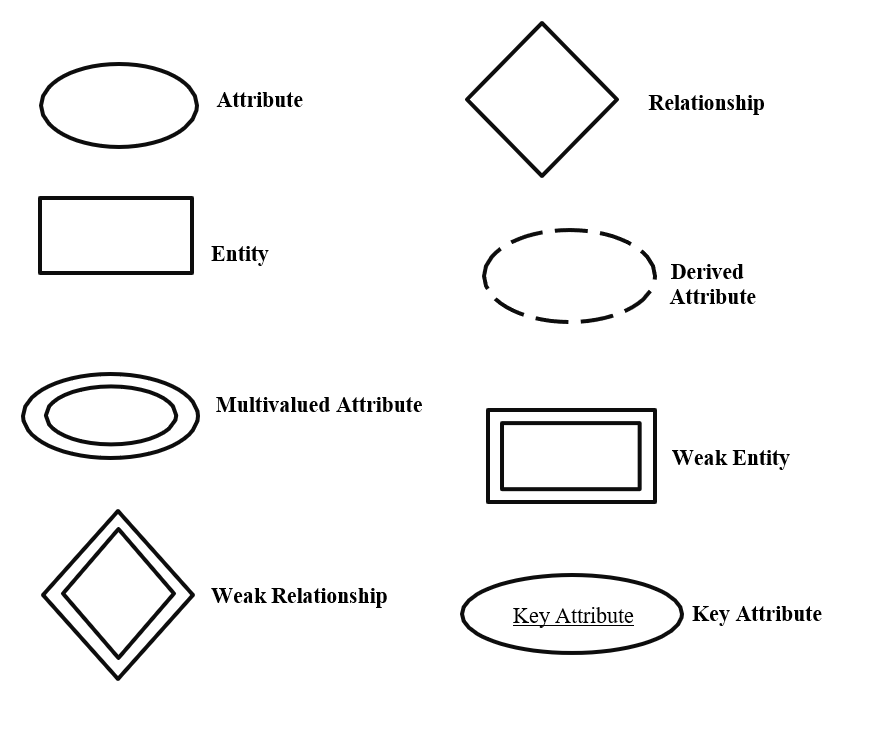 Attribute
Relationship
Entity
Derived
Attribute
Multivalued Attribute
Weak Entity
Weak Relationship
Key Attribute
Key Attribute